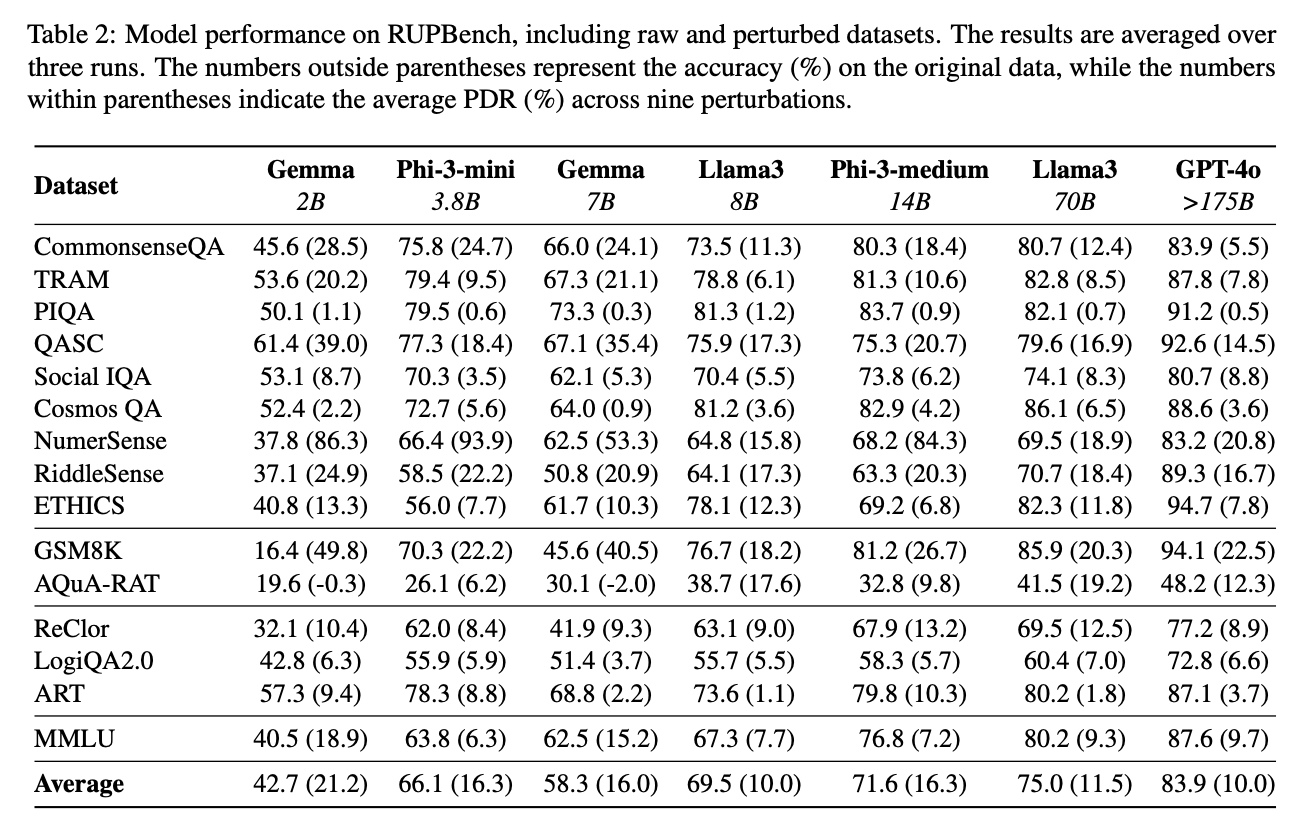 Table 2: Model performance on RUPBench, including raw and perturbed datasets. The results are averaged over
three runs. The numbers outside parentheses represent the accuracy (%) on the original data, while the numbers
within parentheses indicate the average PDR (%) across nine perturbations.
Dataset Gemma Phi-3-mini Gemma Llama3 Phi-3-medium Llama3 GPT-4o
2B 3.8B 7B 8B 14B 70B >175B
CommonsenseQA 45.6 (28.5) 75.8 (24.7) 66.0 (24.1) 73.5 (11.3) 80.3 (18.4) 80.7 (12.4) 83.9 (5.5)
TRAM 53.6 (20.2) 79.4 (9.5) 67.3 (21.1) 78.8 (6.1) 81.3 (10.6) 82.8 (8.5) 87.8 (7.8)
PIQA 50.1 (1.1) 79.5 (0.6) 73.3 (0.3) 81.3 (1.2) 83.7 (0.9) 82.1 (0.7) 91.2 (0.5)
QASC 61.4 (39.0) 77.3 (18.4) 67.1 (35.4) 75.9 (17.3) 75.3 (20.7) 79.6 (16.9) 92.6 (14.5)
Social IQA 53.1 (8.7) 70.3 (3.5) 62.1 (5.3) 70.4 (5.5) 73.8 (6.2) 74.1 (8.3) 80.7 (8.8)
Cosmos QA 52.4 (2.2) 72.7 (5.6) 64.0 (0.9) 81.2 (3.6) 82.9 (4.2) 86.1 (6.5) 88.6 (3.6)
NumerSense 37.8 (86.3) 66.4 (93.9) 62.5 (53.3) 64.8 (15.8) 68.2 (84.3) 69.5 (18.9) 83.2 (20.8)
RiddleSense 37.1 (24.9) 58.5 (22.2) 50.8 (20.9) 64.1 (17.3) 63.3 (20.3) 70.7 (18.4) 89.3 (16.7)
ETHICS 40.8 (13.3) 56.0 (7.7) 61.7 (10.3) 78.1 (12.3) 69.2 (6.8) 82.3 (11.8) 94.7 (7.8)
GSM8K 16.4 (49.8) 70.3 (22.2) 45.6 (40.5) 76.7 (18.2) 81.2 (26.7) 85.9 (20.3) 94.1 (22.5)
AQuA-RAT 19.6 (-0.3) 26.1 (6.2) 30.1 (-2.0) 38.7 (17.6) 32.8 (9.8) 41.5 (19.2) 48.2 (12.3)
ReClor 32.1 (10.4) 62.0 (8.4) 41.9 (9.3) 63.1 (9.0) 67.9 (13.2) 69.5 (12.5) 77.2 (8.9)
LogiQA2.0 42.8 (6.3) 55.9 (5.9) 51.4 (3.7) 55.7 (5.5) 58.3 (5.7) 60.4 (7.0) 72.8 (6.6)
ART 57.3 (9.4) 78.3 (8.8) 68.8 (2.2) 73.6 (1.1) 79.8 (10.3) 80.2 (1.8) 87.1 (3.7)
MMLU 40.5 (18.9) 63.8 (6.3) 62.5 (15.2) 67.3 (7.7) 76.8 (7.2) 80.2 (9.3) 87.6 (9.7)
Average 42.7 (21.2) 66.1 (16.3) 58.3 (16.0) 69.5 (10.0) 71.6 (16.3) 75.0 (11.5) 83.9 (10.0)